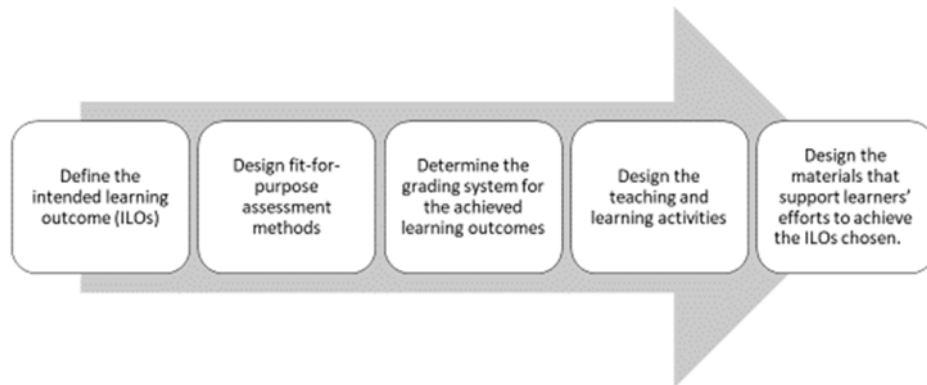 Define the
intended learning
outcome (ILOs)
Design fit-for-
purpose
assessment
methods
Determine the
grading system for
the achieved
learning outcomes
Design the
teaching and
learning activities
Design the
materials that
support learners'
efforts to achieve
the ILOs chosen.